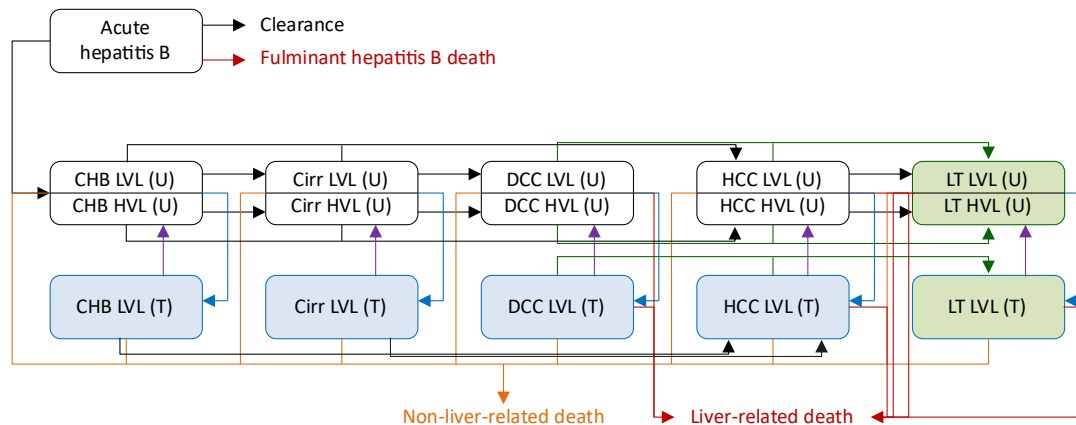 Acute
hepatitis B
Clearance
Fulminant hepatitis B death
CHB LVL (U)
CHB HVL (U)
Cirr LVL (U)
Cirr HVL (U)
DCC LVL (U)
DCC HVL (U)
HCC LVL (U)
HCC HVL (U)
LT LVL (U)
LT HVL (U)
CHB LVL (T)
Cirr LVL (T)
DCC LVL (T)
HCC LVL (T)
LT LVL (T)
Non-liver-related death
Liver-related death